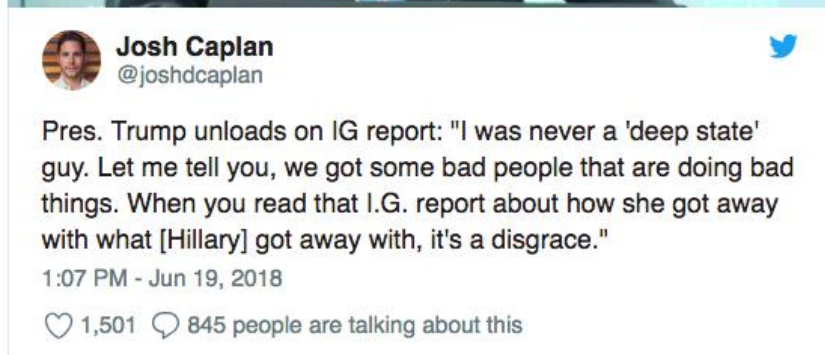 Josh Caplan
@joshdcaplan
Pres. Trump unloads on IG report: "I was never a 'deep state'
guy. Let me tell you, we got some bad people that are doing bad
things. When you read that I.G. report about how she got away
with what [Hillary] got away with, it's a disgrace."
1:07 PM - Jun 19, 2018
1,501 845 people are talking about this